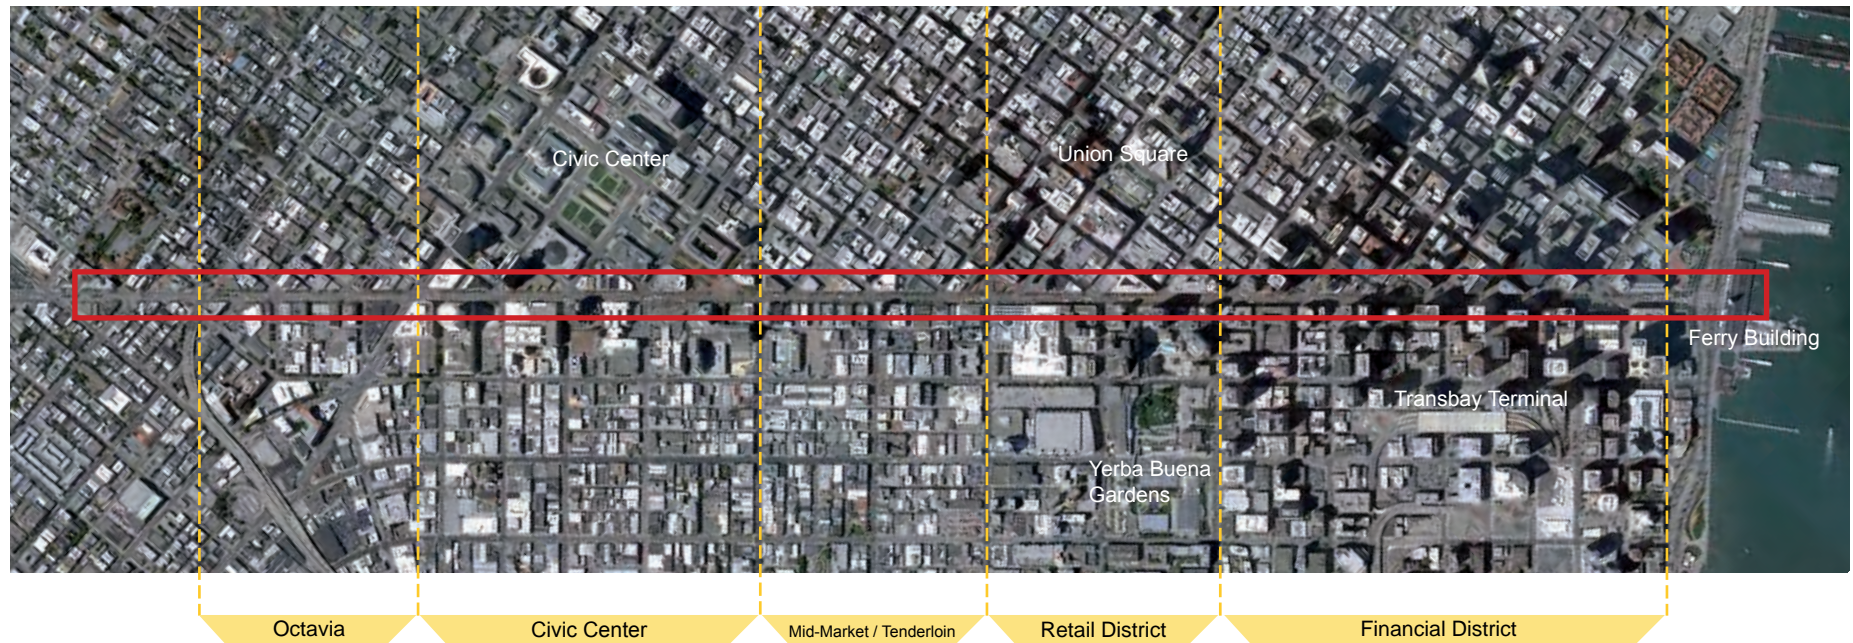 Civic Center
Union Square
Ferry Building
Transbay Terminal
Yerba Buena
Gardens
Octavia
Civic Center
Mid-Market / Tenderloin
Retail District
Financial District